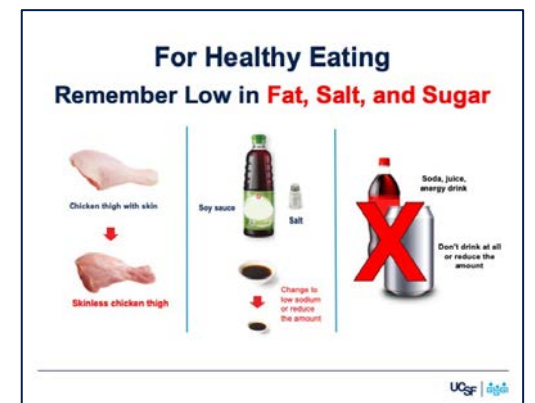 For Healthy Eating
Remember Low in Fat, Salt, and Sugar
Chicken thigh with skin
Skinless chicken thigh
Soy sauce
Salt
Change to
low sodium
or reduce
the amount
Soda, juice,
energy drink
X
Don't drink at all
or reduce the
amount
UCSF